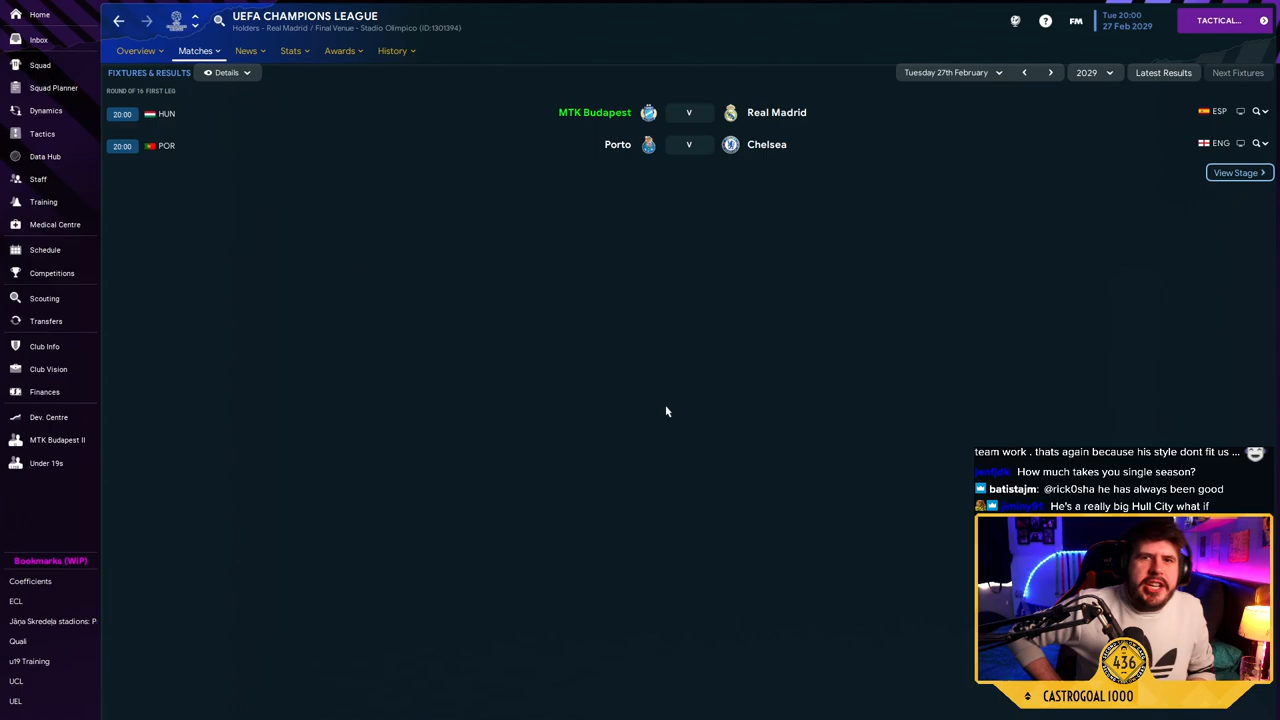 Home
Inbox
Squad
Squad Planner
Dynamics
Tactics
Data Hub
Staff
Training
Medical Centre
Schedule
Competitions
Scouting
Transfers
Club Info
Club Vision
Finances
Dev. Centre
MTK Budapest II
Under 19s
Bookmarks (WiP)
Coefficients
ECL
Jāņa Skredeļa stadions: P
Quali
u19 Training
UCL
UEL
UEFA CHAMPIONS LEAGUE
Holders - Real Madrid / Final Venue - Stadio Olimpico (ID:1301394)
FM
Tue 20:00
27 Feb 2029
TACTICAL...
Overview Matches News Stats Awards History
FIXTURES & RESULTS Details
Tuesday 27th February 2029 Latest Results Next Fixtures
ROUND OF 16 FIRST LEG
20:00 HUN MTK Budapest V Real Madrid ESP
20:00 POR Porto V Chelsea ENG
View Stage
team work . thats again because his style dont fit us ...
How much takes you single season?
batistajm: @rick0sha he has always been good
He's a really big Hull City what if
436
CASTROGOAL 1000